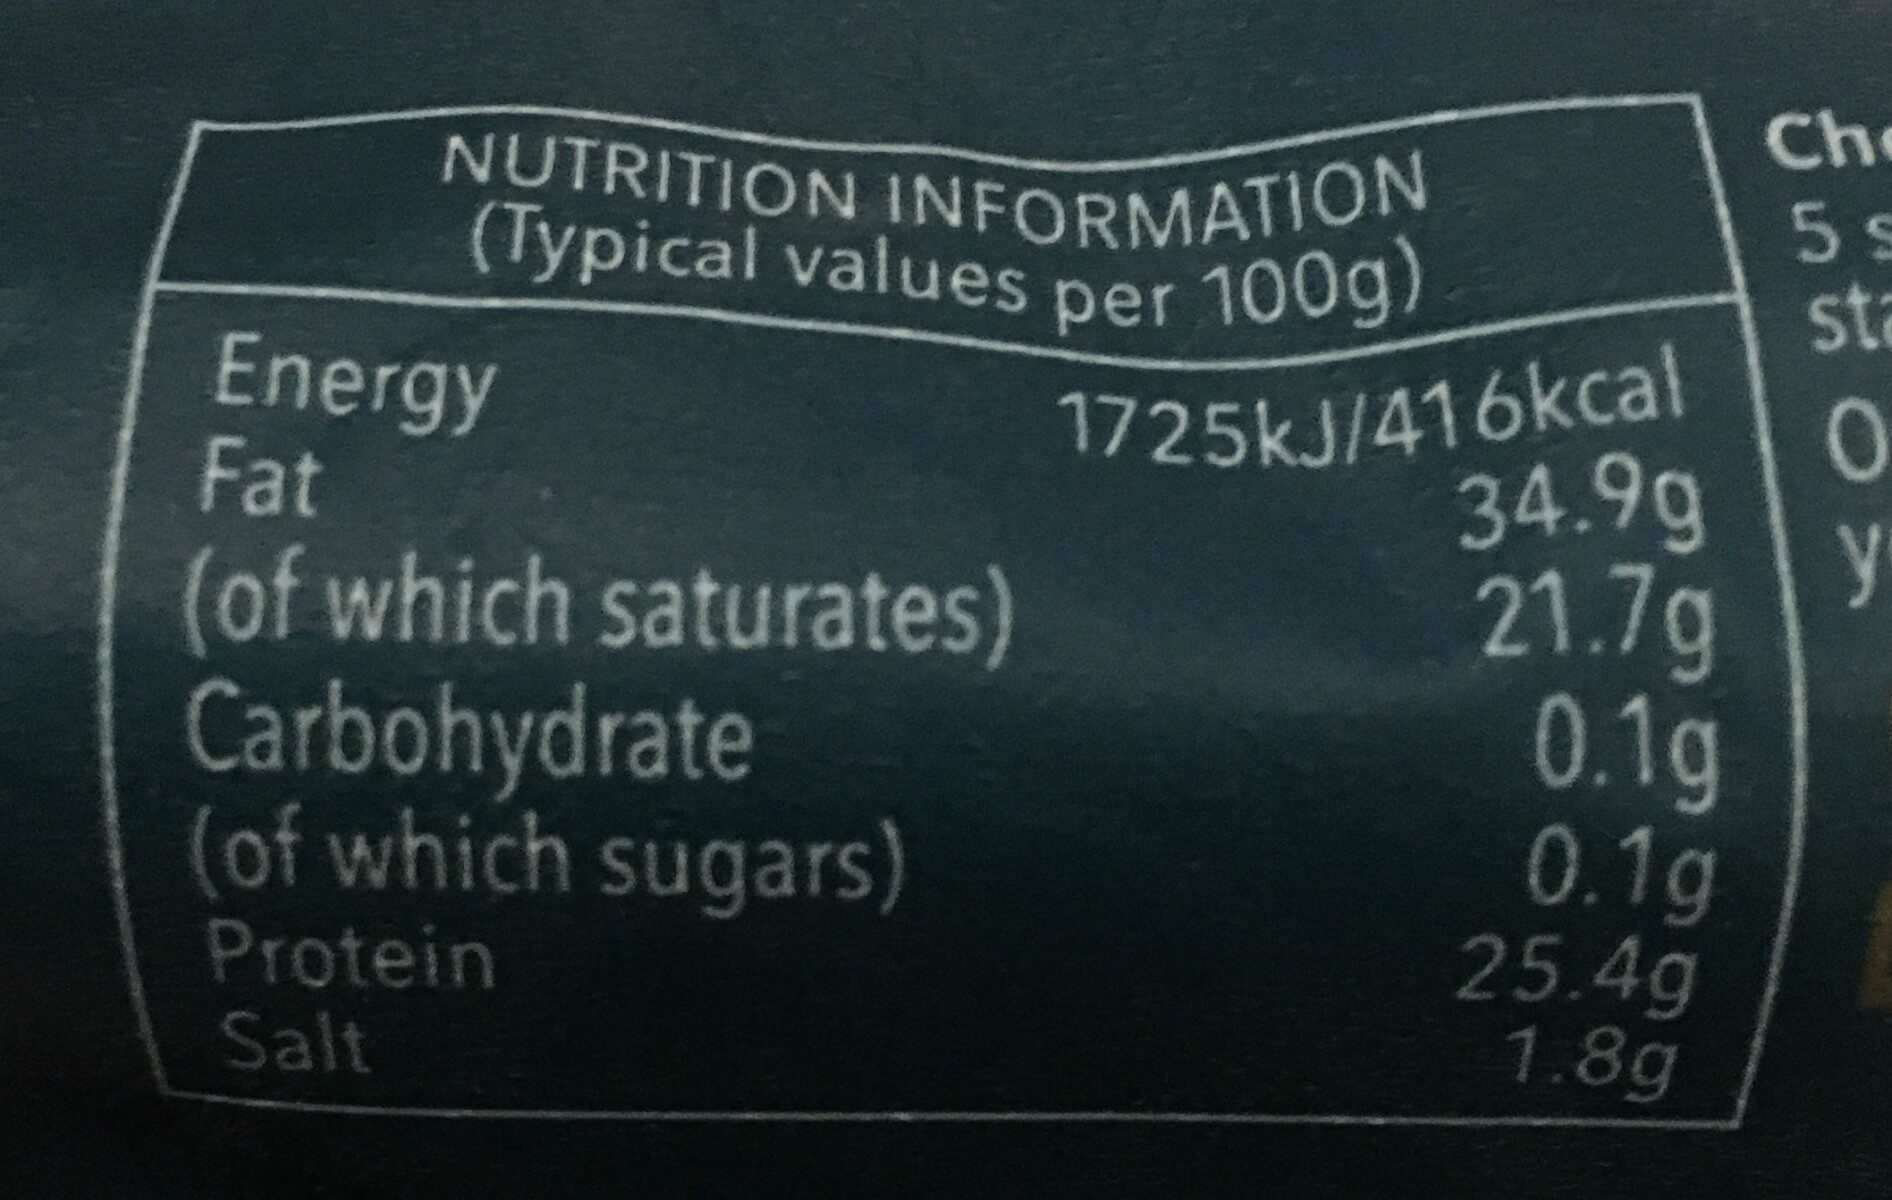 NUTRITION INFORMATION
(Typical values per 100g)
Energy 1725kJ/416kcal
Fat 34.9g
(of which saturates) 21.7g
Carbohydrate 0.1g
(of which sugars) 0.1g
Protein 25.4g
Salt 1.8g
5